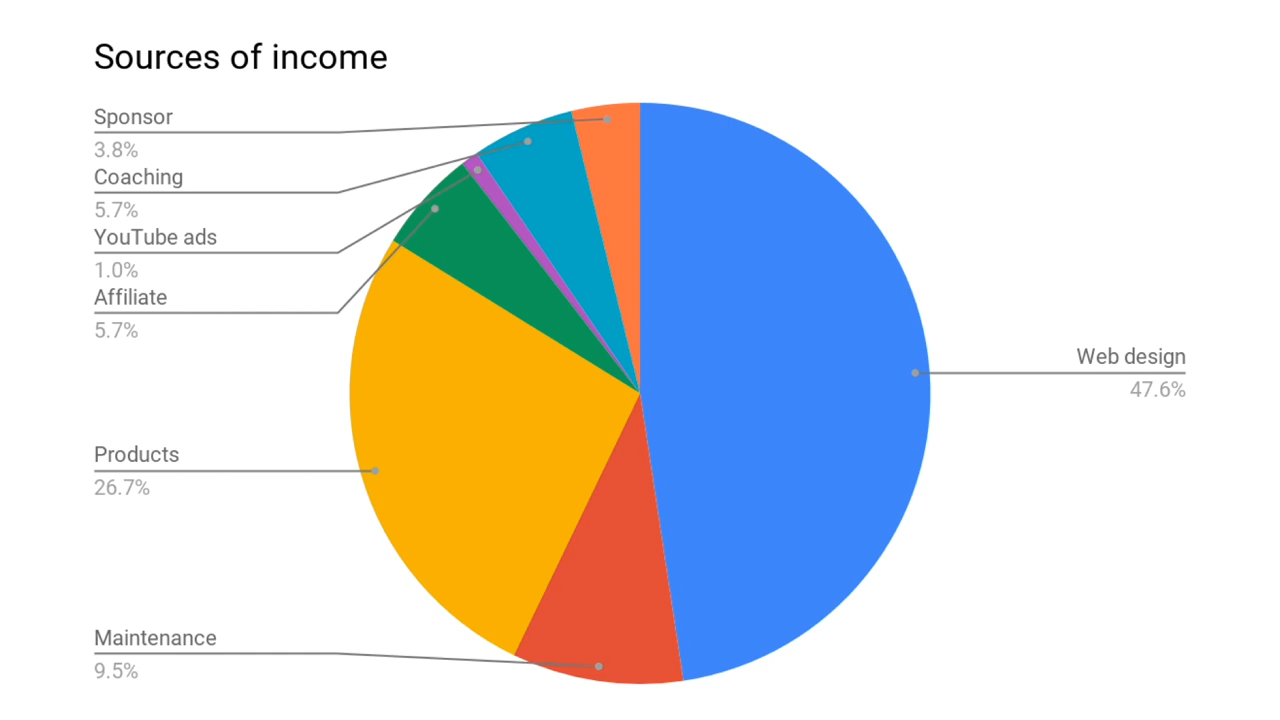 Sources of income
Sponsor
3.8%
Coaching
5.7%
YouTube ads
1.0%
Affiliate
5.7%
Products
26.7%
Maintenance
9.5%
Web design
47.6%